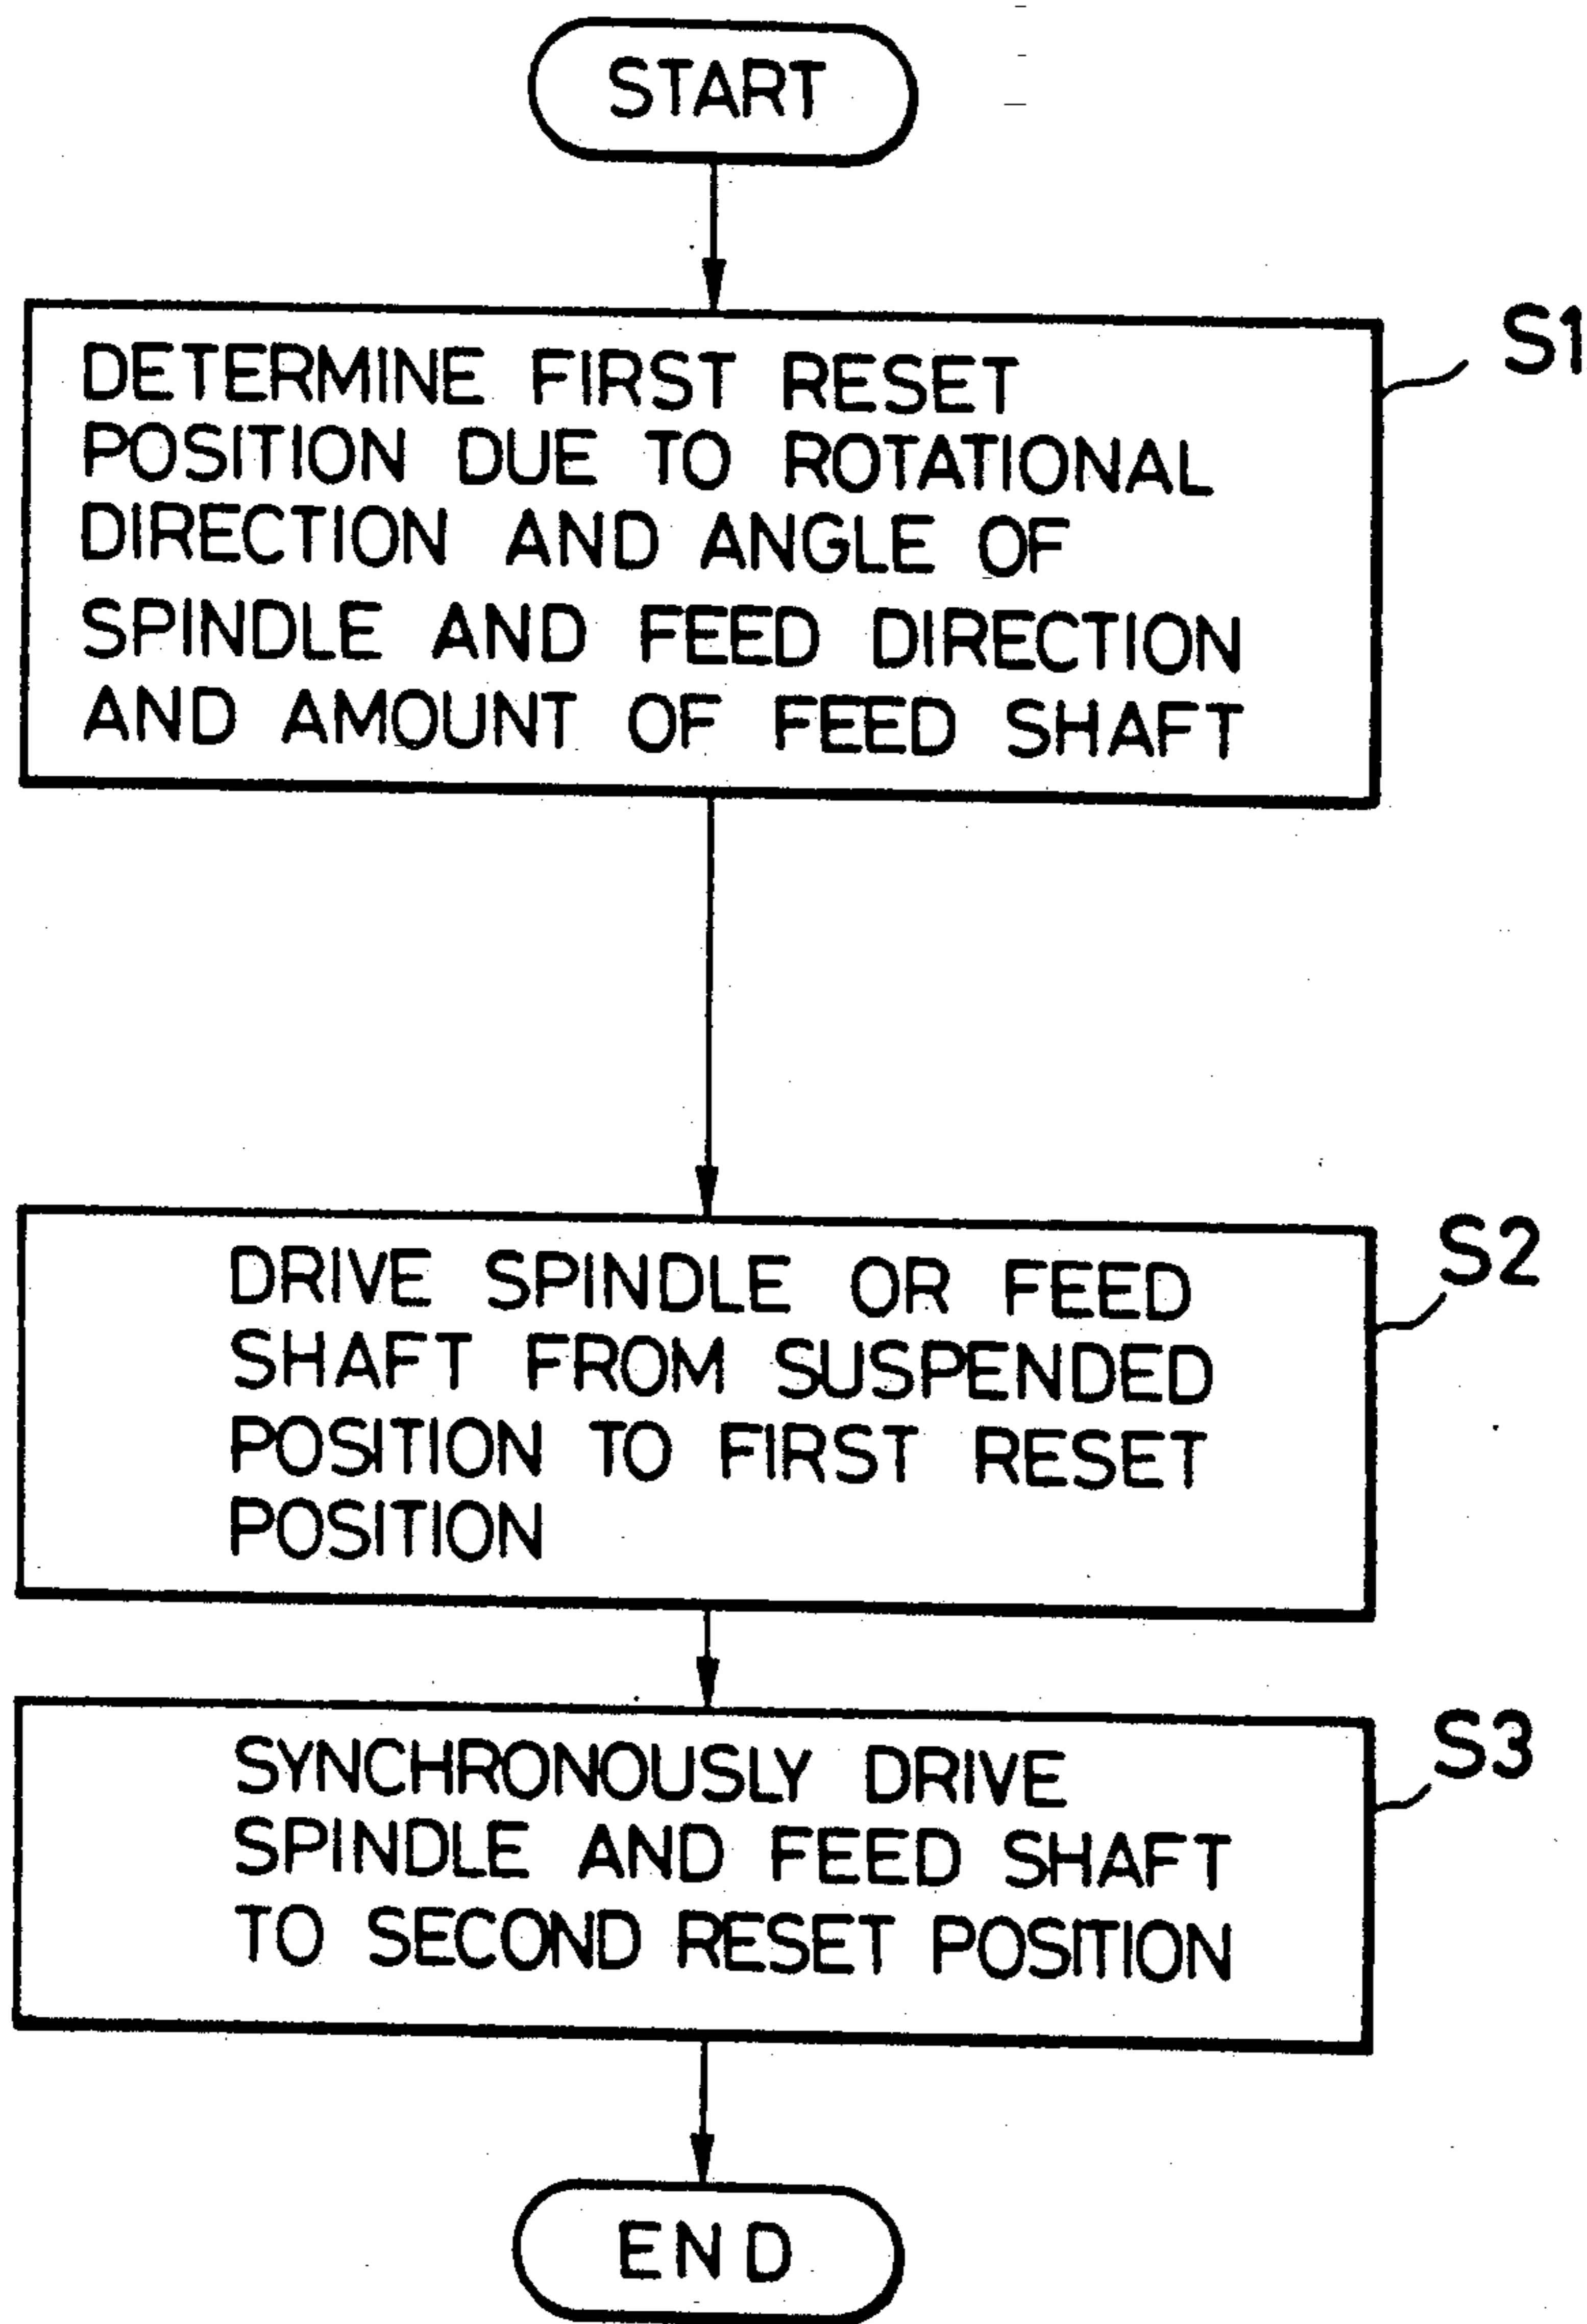 START
S1
DETERMINE FIRST RESET
POSITION DUE TO ROTATIONAL
DIRECTION AND ANGLE OF
SPINDLE AND FEED DIRECTION
AND AMOUNT OF FEED SHAFT
S2
DRIVE SPINDLE OR FEED
SHAFT FROM SUSPENDED
POSITION TO FIRST RESET
POSITION
S3
SYNCHRONOUSLY DRIVE
SPINDLE AND FEED SHAFT
TO SECOND RESET POSITION
END